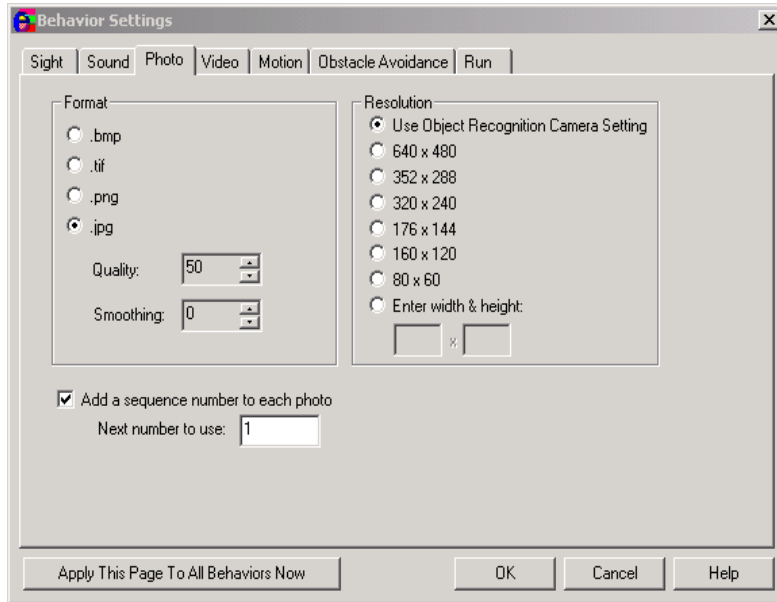 Behavior Settings
Sight Sound Photo Video Motion Obstacle Avoidance Run
Format
.bmp
.tif
.png
.jpg
Quality: 50
Smoothing: 0
Resolution
Use Object Recognition Camera Setting
640 x 480
352 x 288
320 x 240
176 x 144
160 x 120
80 x 60
Enter width & height:
x
Add a sequence number to each photo
Next number to use: 1
Apply This Page To All Behaviors Now OK Cancel Help